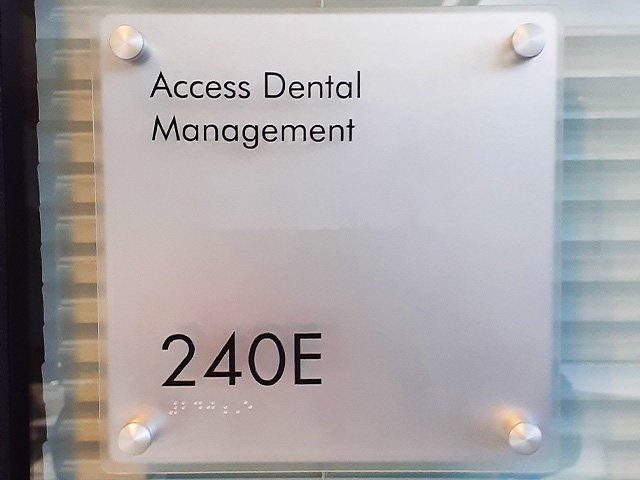 Access Dental
Management
240E